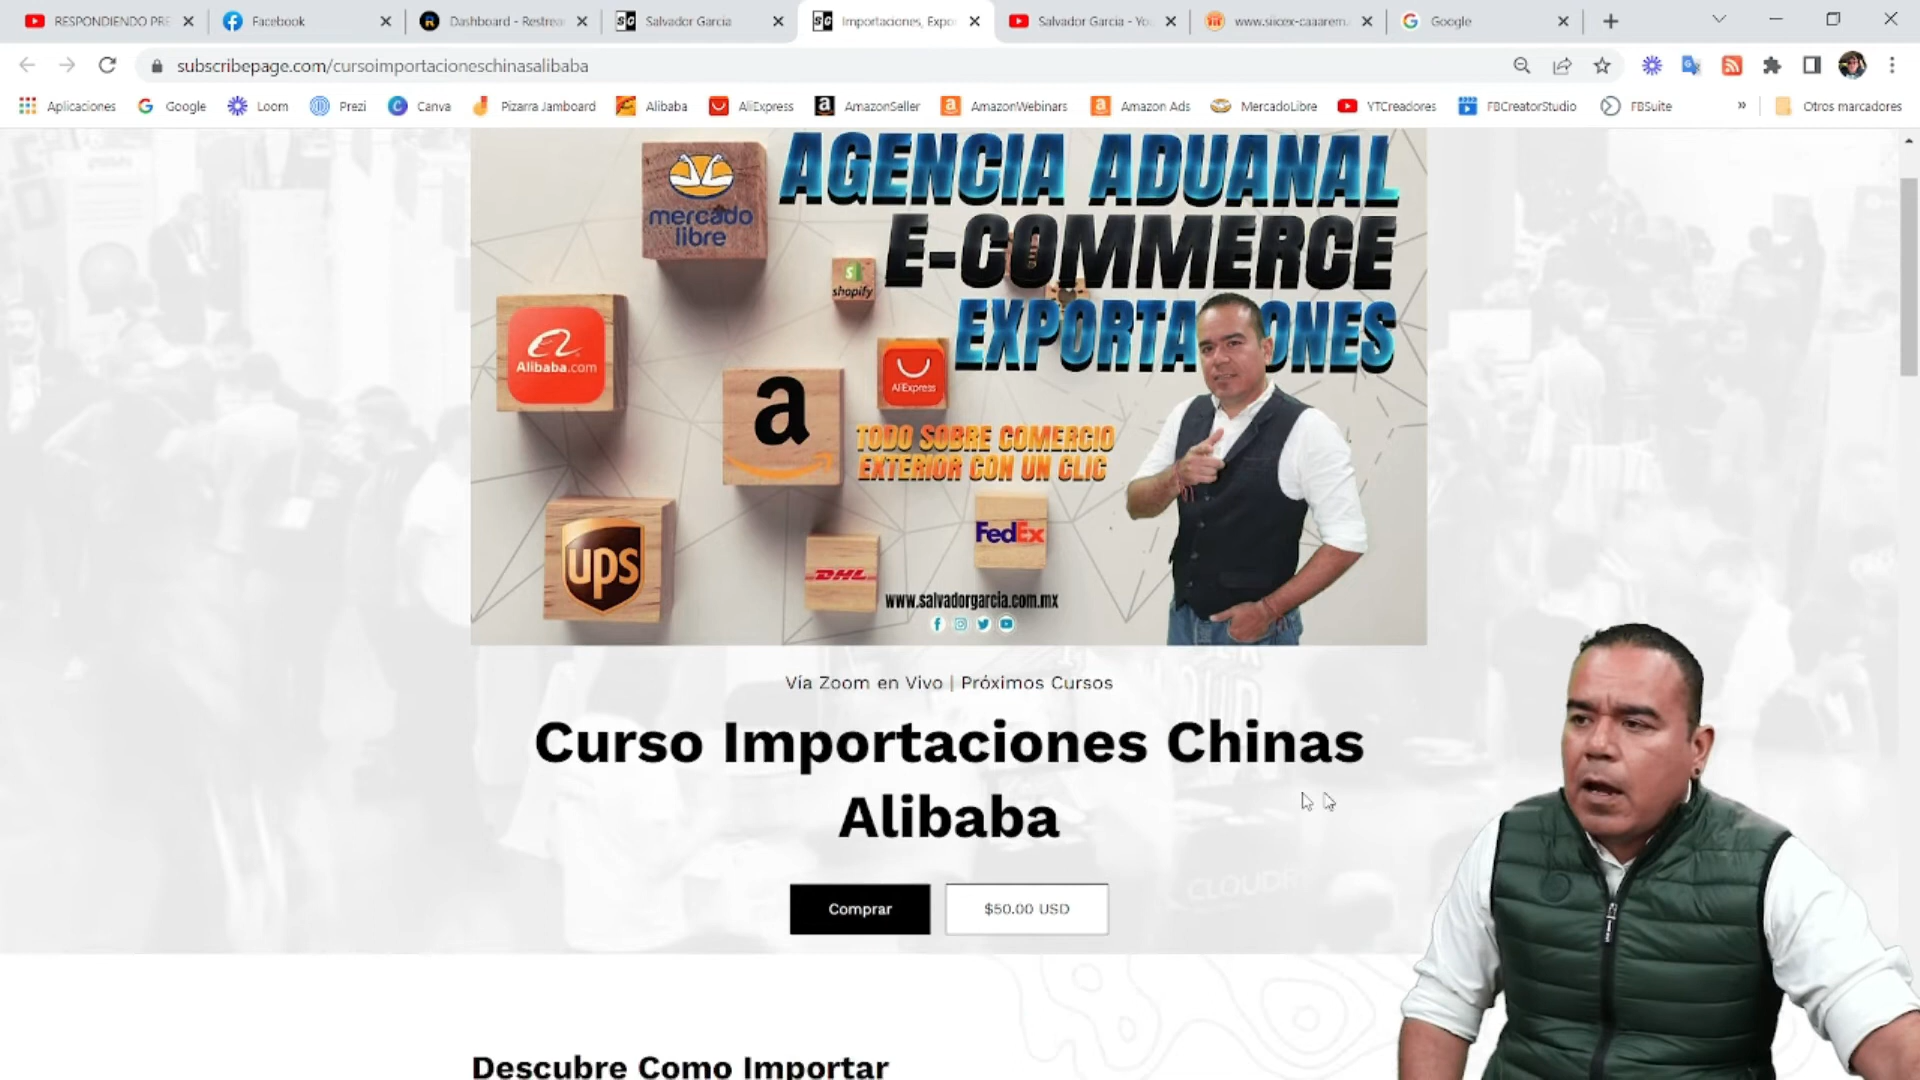 RESPONDIENDO PRE
Facebook
Dashboard - Restrea
Salvador Garcia
Importaciones, Expo
Salvador Garcia - Yo
www.siicex-caaarem.
Google
subscribepage.com/cursoimportacioneschinasalibaba
Aplicaciones
Google
Loom
Prezi
Canva
Pizarra Jamboard
Alibaba
AliExpress
AmazonSeller
AmazonWebinars
Amazon Ads
MercadoLibre
YTCreadores
FBCreatorStudio
FBSuite
»
Otros marcadores
AGENCIA ADUANAL
E-COMMERCE
EXPORTA ONES
mercado
libre
shopify
Alibaba.com
a
AliExpress
TODO SOBRE COMERCIO
EXTERIOR CON UN CLIC
ups
DHL
FedEx
www.salvadorgarcia.com.mx
Vía Zoom en Vivo | Próximos Cursos
Curso Importaciones Chinas
Alibaba
Comprar
$50.00 USD
Descubre Como Importar